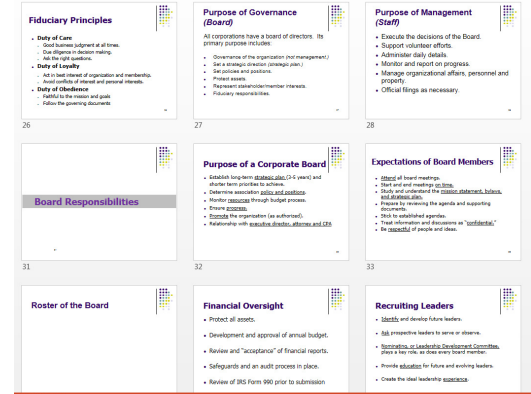 Fiduciary Principles
• Duty of Care
Good business judgment at all times.
Due diligence in decision making.
Ask the right questions.
• Duty of Loyalty
Act in best interest of organization and membership.
Avoid conflicts of interest and personal interests.
• Duty of Obedience
Faithful to the mission and goals
Follow the governing documents
26
Purpose of Governance
(Board)
All corporations have a board of directors. Its
primary purpose includes:
• Governance of the organization (not management.)
• Set a strategic direction (strategic plan.)
• Set policies and positions.
• Protect assets.
• Represent stakeholder/member interests.
• Fiduciary responsibilities.
27
Purpose of Management
(Staff)
• Execute the decisions of the Board.
• Support volunteer efforts.
• Administer daily details.
• Monitor and report on progress.
• Manage organizational affairs, personnel and
property.
• Official filings as necessary.
28
Board Responsibilities
31
Purpose of a Corporate Board
• Establish long-term strategic plan (2-5 years) and
shorter term priorities to achieve.
• Determine association policy and positions.
• Monitor resources through budget process.
• Ensure progress.
• Promote the organization (as authorized).
• Relationship with executive director, attorney and CPA
32
Expectations of Board Members
• Attend all board meetings.
• Start and end meetings on time.
• Study and understand the mission statement, bylaws,
and strategic plan.
• Prepare by reviewing the agenda and supporting
documents.
• Stick to established agendas.
• Treat information and discussions as "confidential."
• Be respectful of people and ideas.
33
Roster of the Board
Financial Oversight
• Protect all assets.
• Development and approval of annual budget.
• Review and "acceptance" of financial reports.
• Safeguards and an audit process in place.
• Review of IRS Form 990 prior to submission
Recruiting Leaders
• Identify and develop future leaders.
• Ask prospective leaders to serve or observe.
• Nominating, or Leadership Development Committee,
plays a key role, as does every board member.
• Provide education for future and evolving leaders.
• Create the ideal leadership experience.